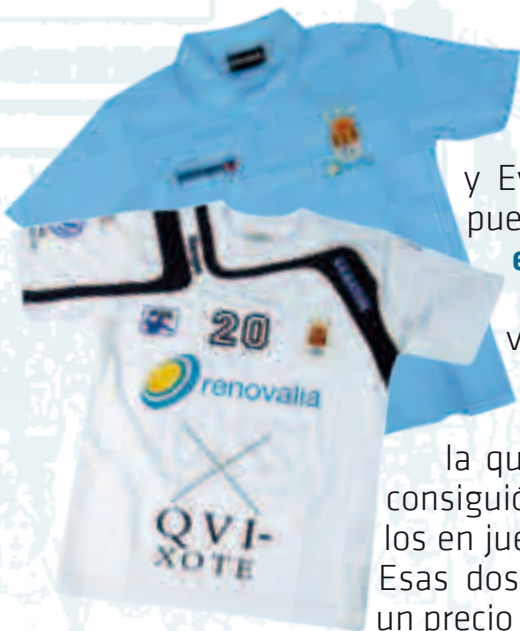 20
renovalia
QVI-
XOTE
y Ev
pue
e
v
la qu
consiguió
los en jue
Esas dos
un precio